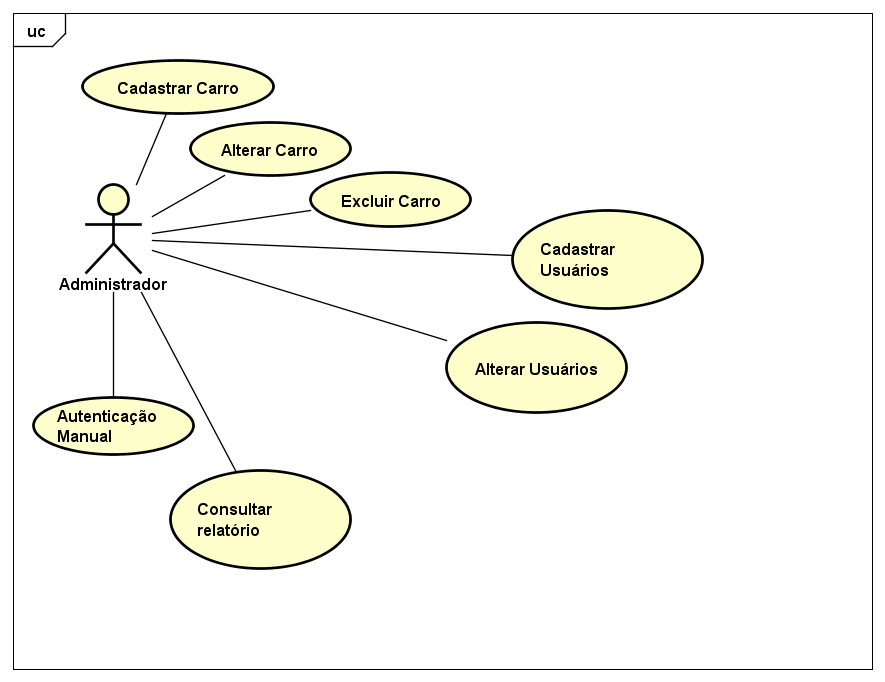 uc
Cadastrar Carro
Alterar Carro
Excluir Carro
Cadastrar
Usuários
Administrador
Alterar Usuários
Autenticação
Manual
Consultar
relatório